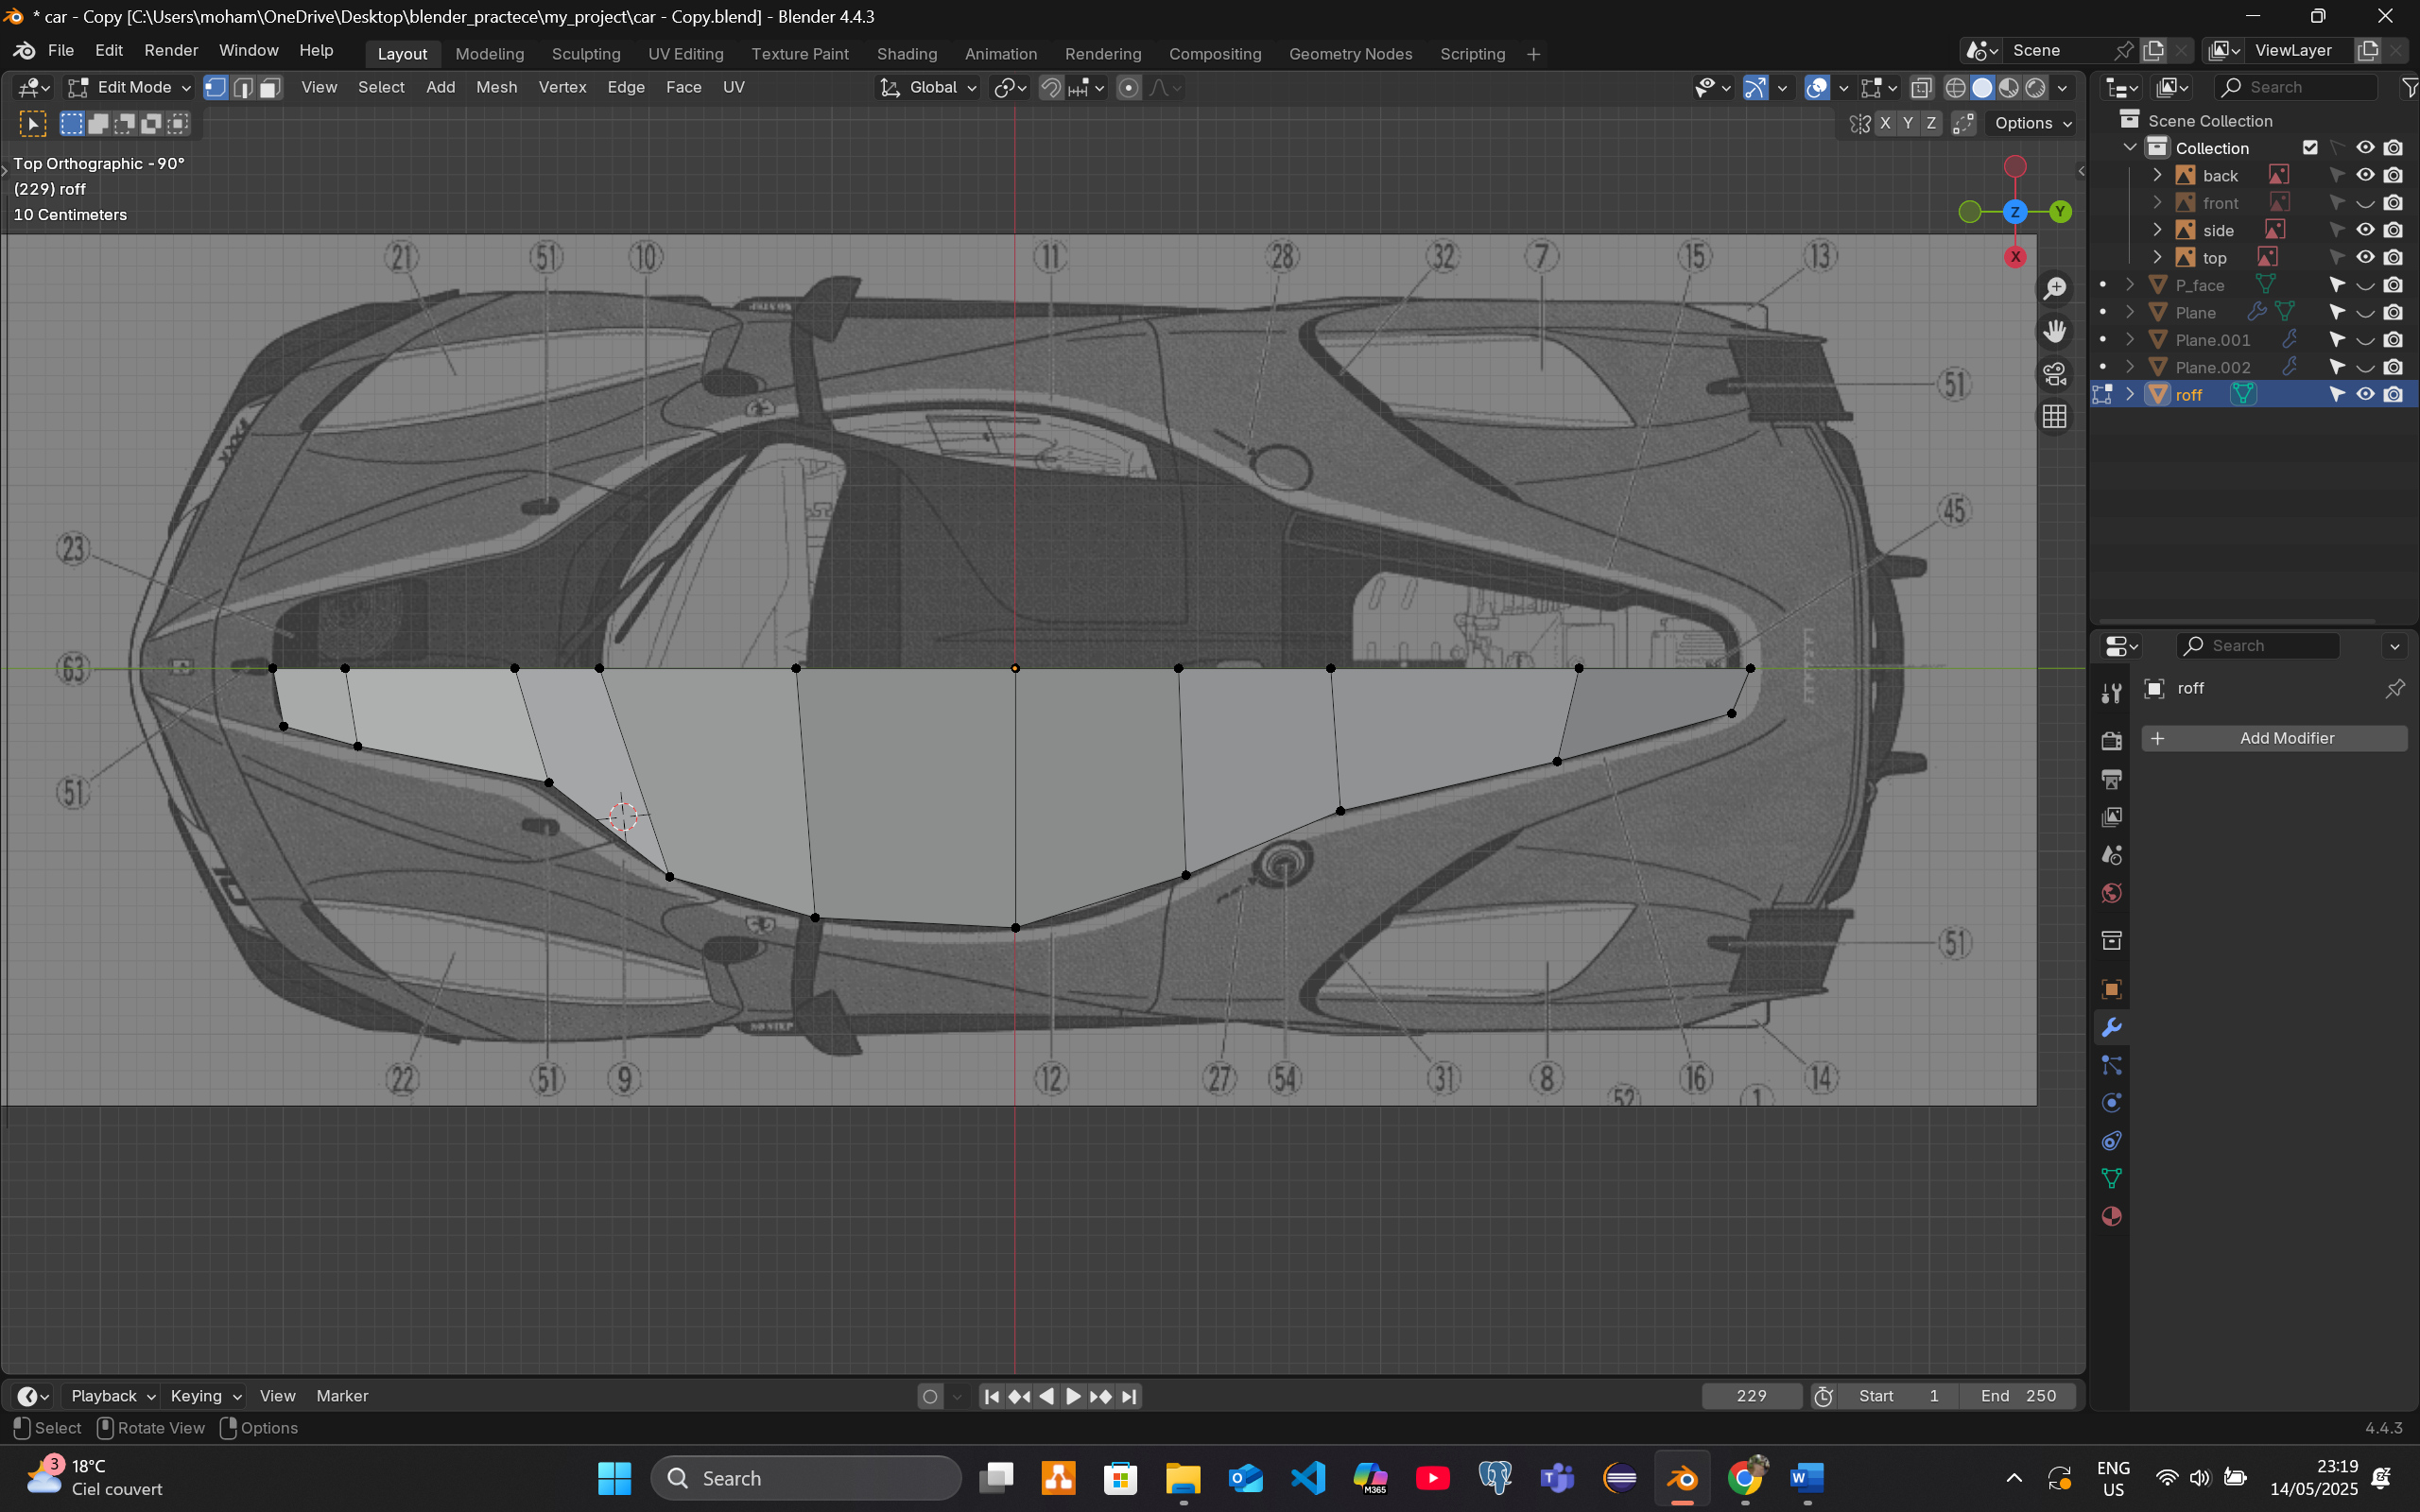 * car - Copy [C:\Users\moham\OneDrive\Desktop\blender_practece\my_project\car - Copy.blend] - Blender 4.4.3
File Edit Render Window Help Layout Modeling Sculpting UV Editing Texture Paint Shading Animation Rendering Compositing Geometry Nodes Scripting + Scene ViewLayer
Edit Mode View Select Add Mesh Vertex Edge Face UV Global Search
X Y Z Options
Scene Collection
Collection
Top Orthographic -90°
(229) roff
10 Centimeters
Z Y X
back
front
side
top
P_face
Plane
Plane.001
Plane.002
roff
21 51 10 11 28 32 7 15 13
51
45
23
63
51
51
22 51 9 12 27 54 31 8 52 16 1 14
NO STEP
Search
roff
+ Add Modifier
Playback Keying View Marker 229 Start 1 End 250
Select Rotate View Options 4.4.3
3 18°C
Ciel couvert
Search
M365
ENG
US
23:19
14/05/2025